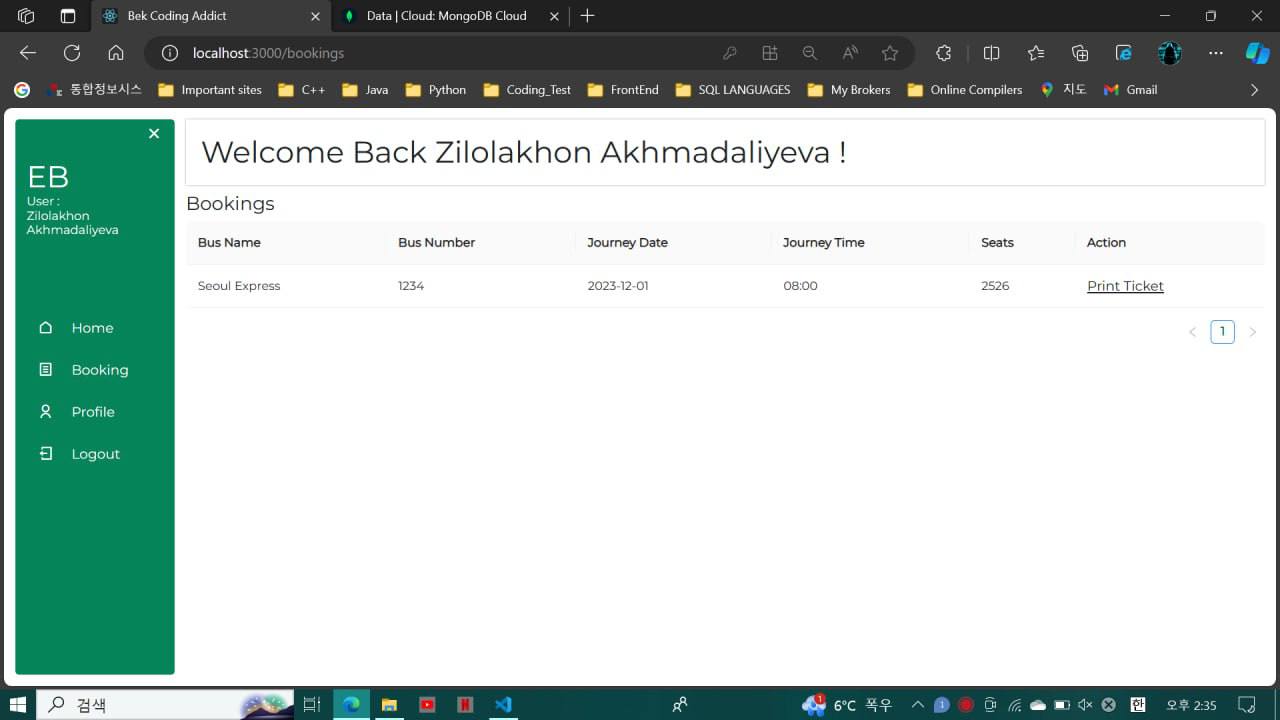 Bek Coding Addict
Data | Cloud: MongoDB Cloud
localhost:3000/bookings
통합정보시스
Important sites
C++
Java
Python
Coding_Test
FrontEnd
SQL LANGUAGES
My Brokers
Online Compilers
지도
Gmail
EB
User :
Zilolakhon
Akhmadaliyeva
Home
Booking
Profile
Logout
Welcome Back Zilolakhon Akhmadaliyeva !
Bookings
Bus Name Bus Number Journey Date Journey Time Seats Action
Seoul Express 1234 2023-12-01 08:00 2526 Print Ticket
1
검색
1
6°C 폭우
1
한
오후 2:35